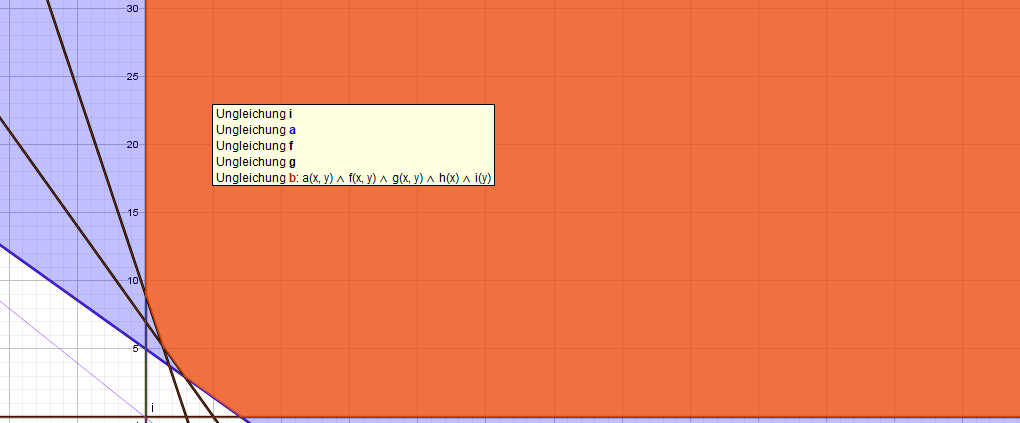 30
25
20
15
10
5
Ungleichung i
Ungleichung a
Ungleichung f
Ungleichung g
Ungleichung b: a(x, y) ∧ f(x, y) ∧ g(x, y) ∧ h(x) ∧ i(y)
i